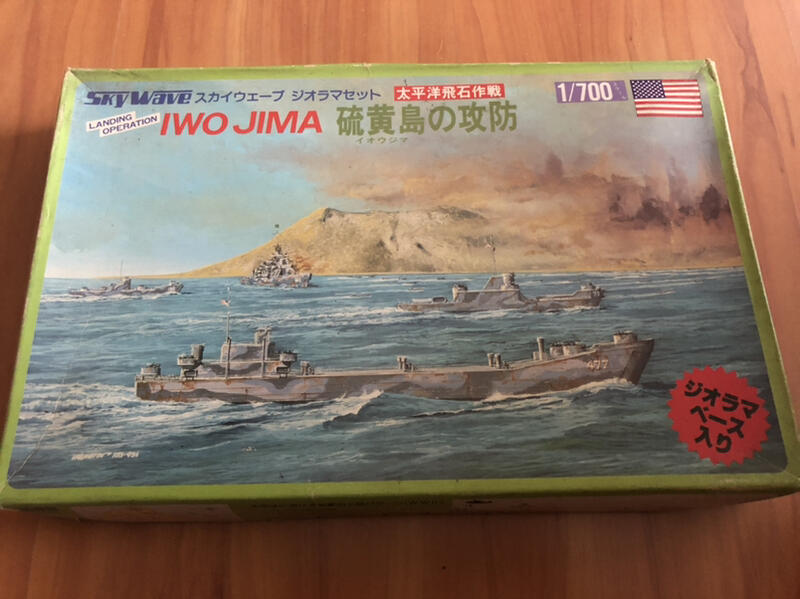 SkyWave スカイウェーブ ジオラマセット 太平洋飛石作戦 1/700
LANDING
OPERATION
IWO JIMA 硫黄島の攻防
イオウジマ
477
ジオラマ
ベース
入り